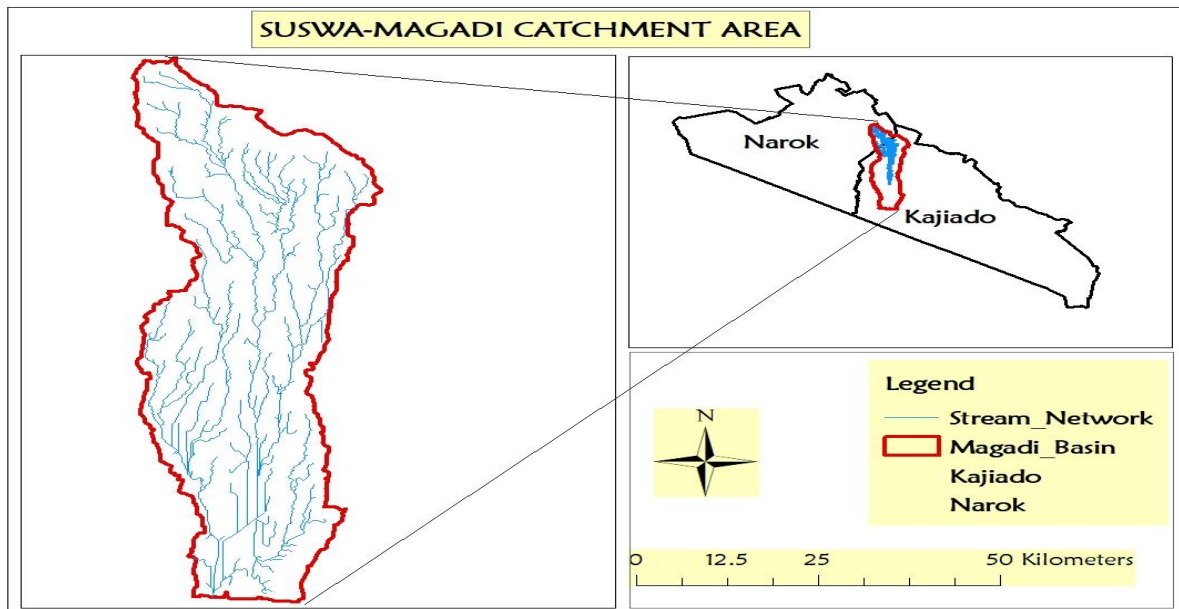 SUSWA-MAGADI CATCHMENT AREA
Narok
Kajiado
Legend
Stream_Network
Magadi_Basin
Kajiado
Narok
N
0 12.5 25 50 Kilometers